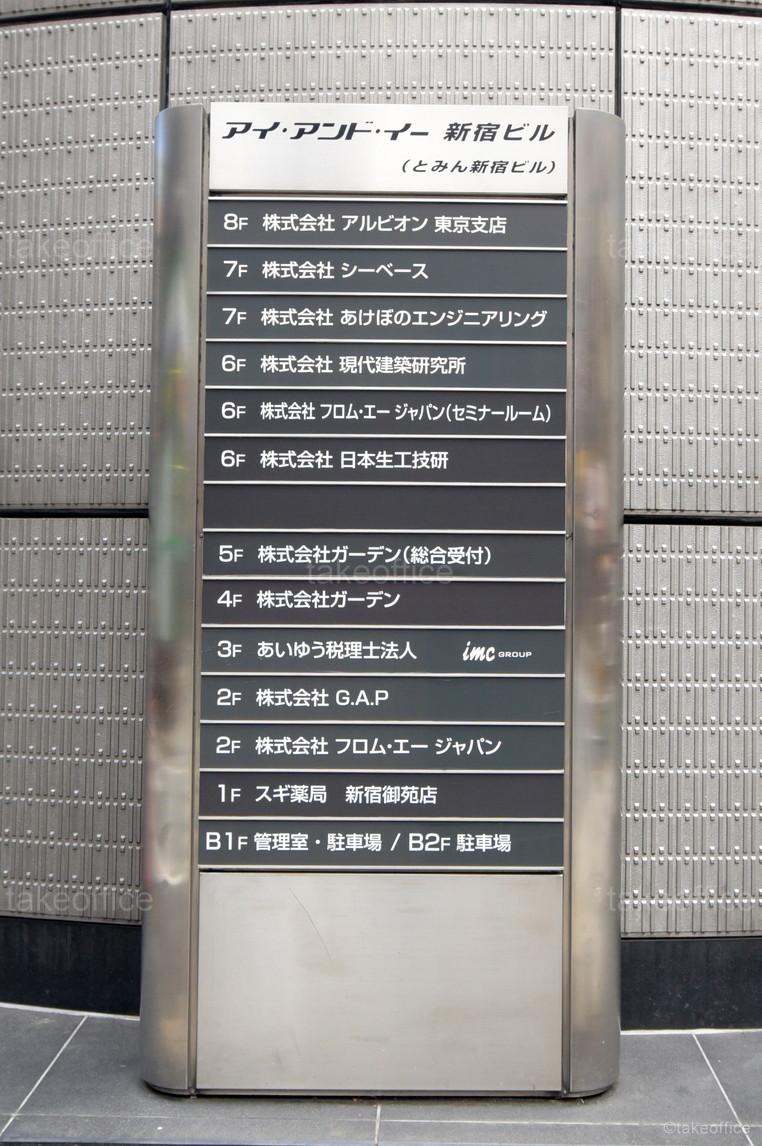 アイ・アンド・イー 新宿ビル
(とみん新宿ビル)
8F 株式会社 アルビオン 東京支店
7F 株式会社 シーベース
7F 株式会社 あけぼのエンジニアリング
6F 株式会社 現代建築研究所
6F 株式会社 フロム・エー ジャパン(セミナールーム)
6F 株式会社 日本生工技研
5F 株式会社ガーデン(総合受付)
4F 株式会社ガーデン
3F あいゆう税理士法人 imc GROUP
2F 株式会社 G.A.P
2F 株式会社 フロム・エー ジャパン
1F スギ薬局 新宿御苑店
B1F 管理室・駐車場 / B2F 駐車場
takeoffice
takeoffice
takeoffice
takeoffice
takeoffice
©takeoffice